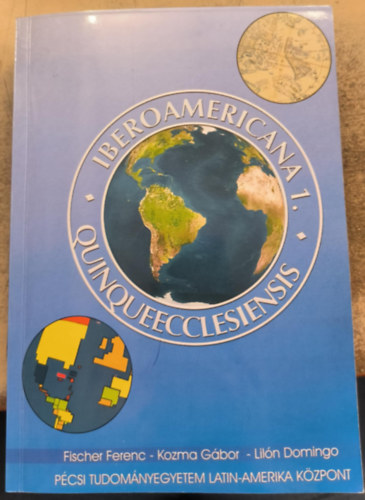 IBEROAMERICANA 1.
QUINQUEECCLESIENSIS
Fischer Ferenc - Kozma Gábor - Lilón Domingo
PÉCSI TUDOMÁNYEGYETEM LATIN-AMERIKA KÖZPONT